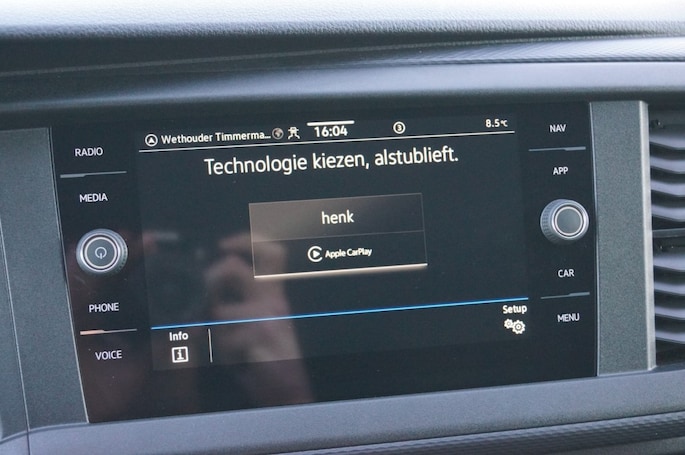 RADIO
MEDIA
PHONE
VOICE
Wethouder Timmerma... 16:04 3 8.5°C
Technologie kiezen, alstublieft.
henk
Apple CarPlay
Info
Setup
NAV
APP
CAR
MENU